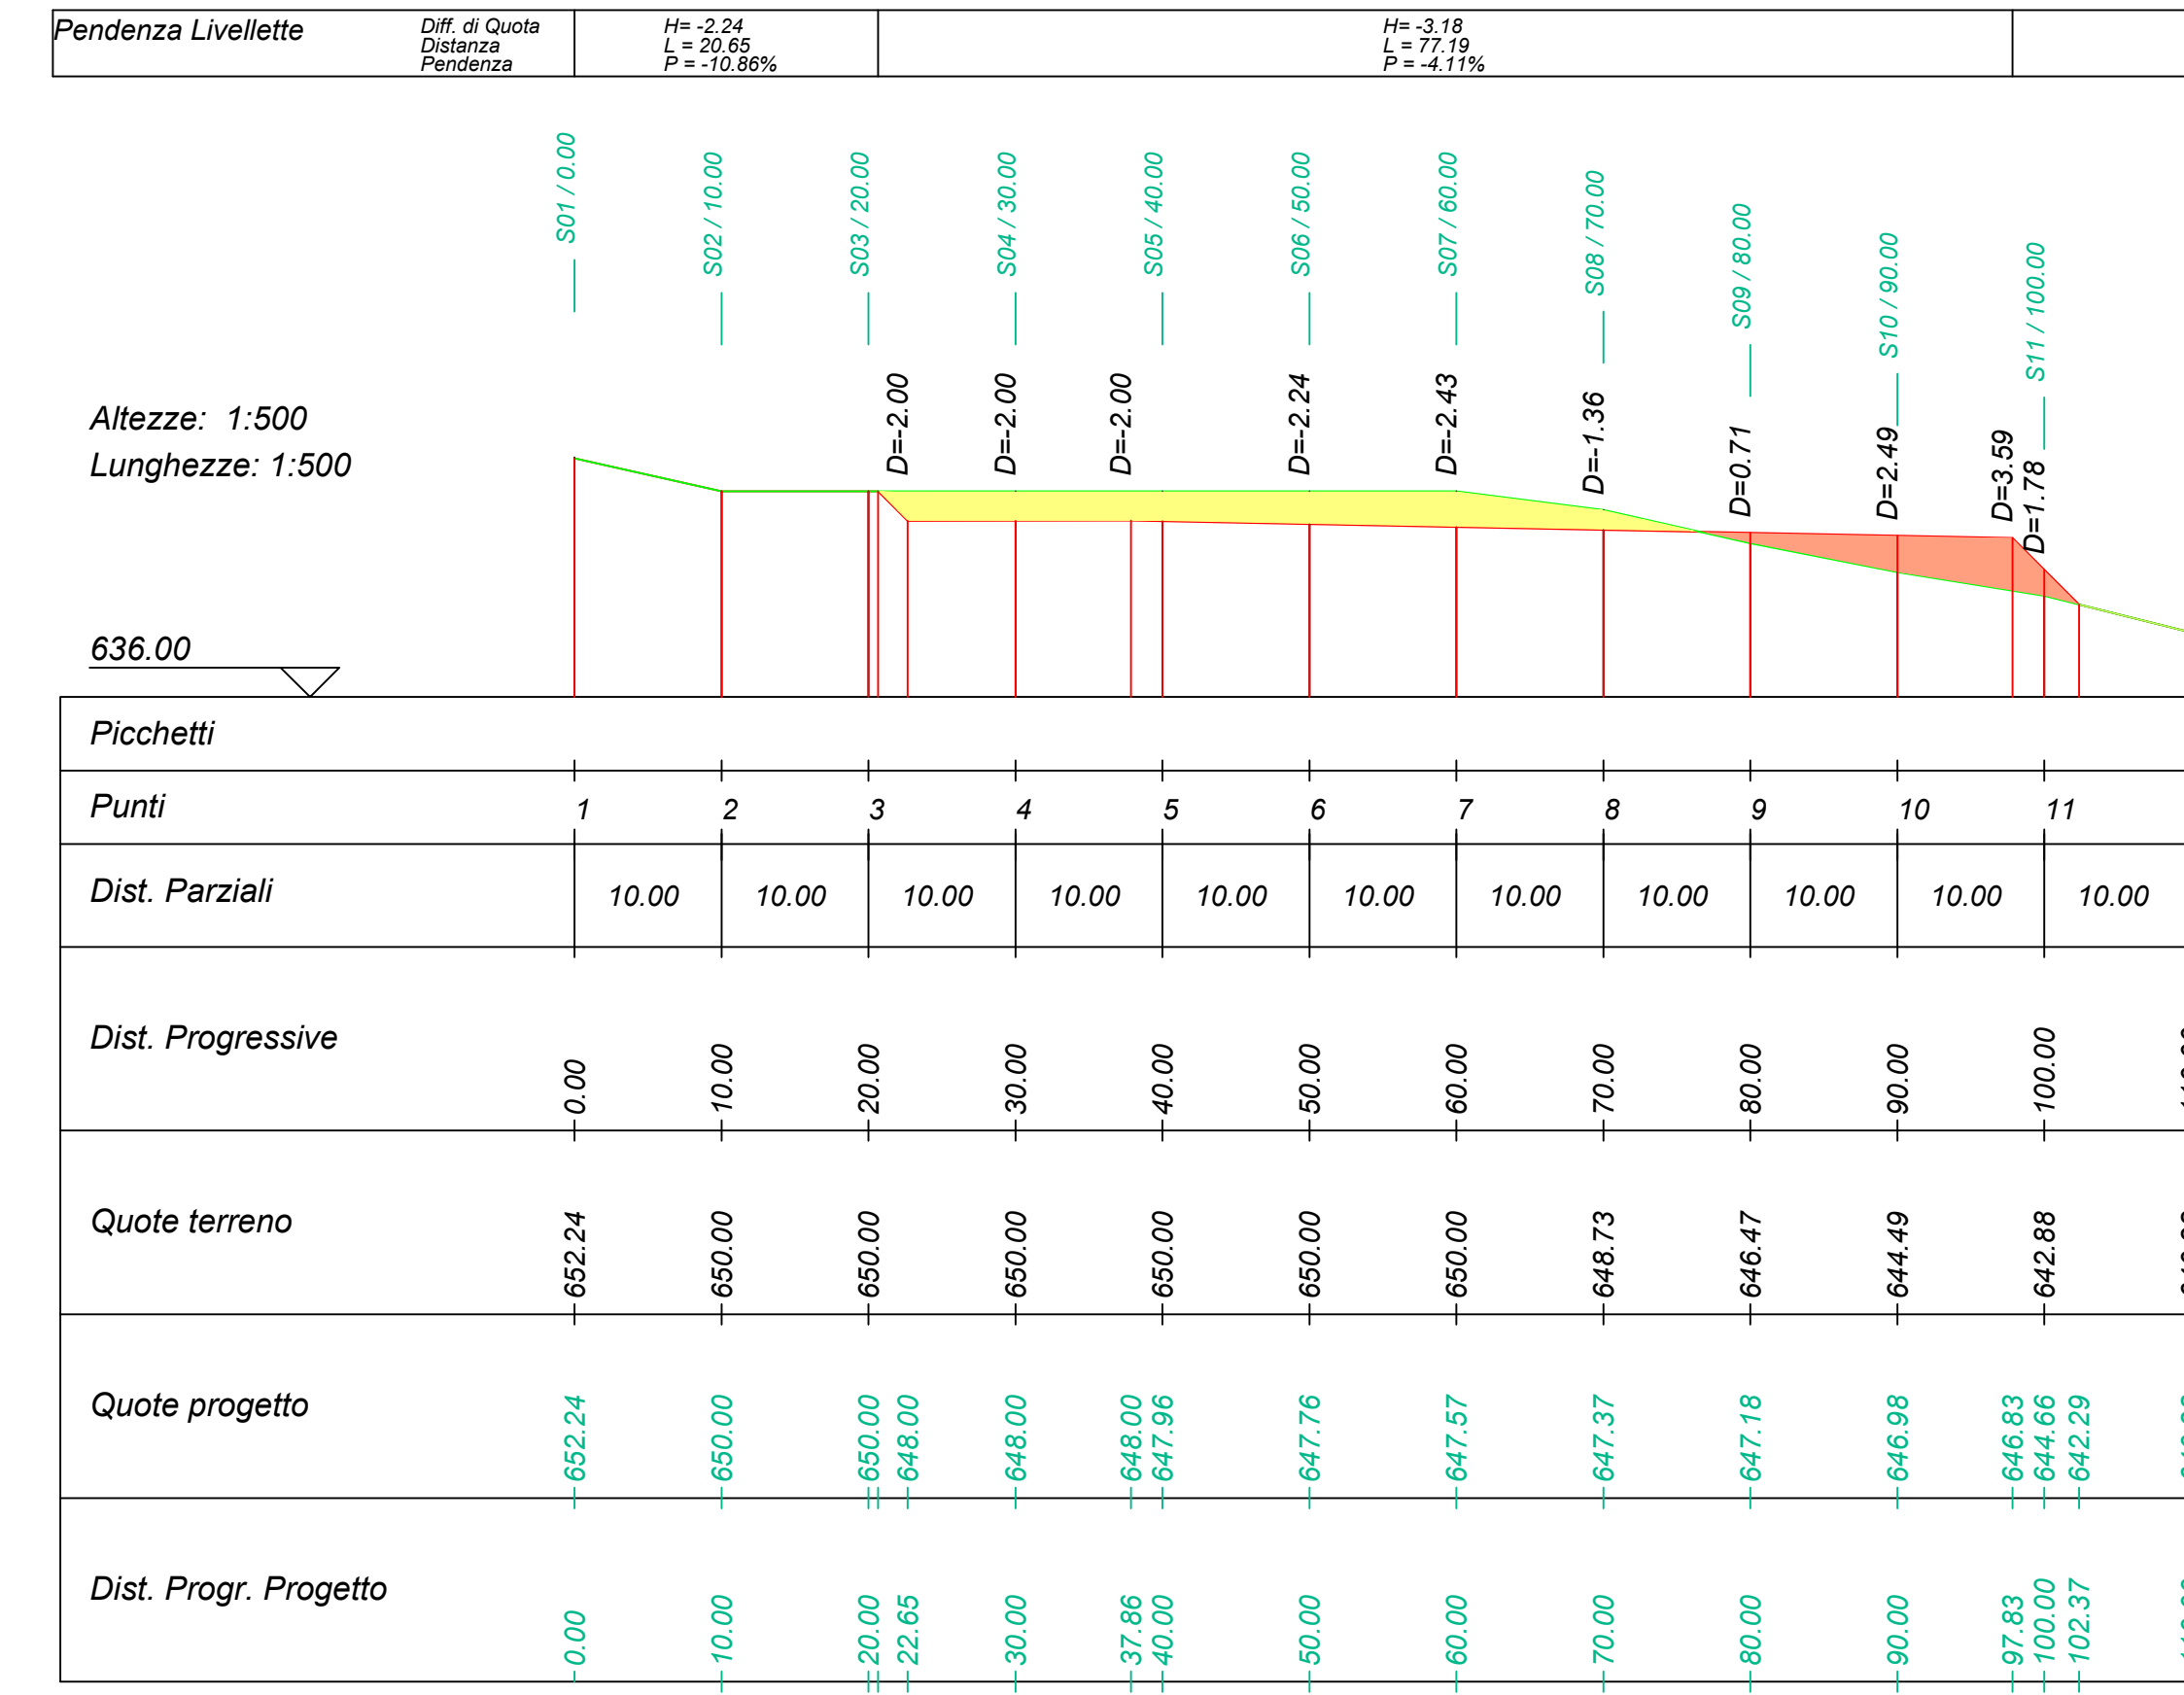 Pendenza Livellette
Diff. di Quota
Distanza
Pendenza
H= -2.24
L = 20.65
P = -10.86%
H= -3.18
L = 77.19
P = -4.11%
S01 / 0.00
S02 / 10.00
S03 / 20.00
S04 / 30.00
S05 / 40.00
S06 / 50.00
S07 / 60.00
S08 / 70.00
S09 / 80.00
S10 / 90.00
S11 / 100.00
D=-2.00
D=-2.00
D=-2.00
D=-2.24
D=-2.43
D=-1.36
D=0.71
D=2.49
D=3.59
D=1.78
Altezze: 1:500
Lunghezze: 1:500
636.00
Picchetti
Punti 1 2 3 4 5 6 7 8 9 10 11
Dist. Parziali 10.00 10.00 10.00 10.00 10.00 10.00 10.00 10.00 10.00 10.00 10.00
Dist. Progressive 0.00 10.00 20.00 30.00 40.00 50.00 60.00 70.00 80.00 90.00 100.00
Quote terreno 652.24 650.00 650.00 650.00 650.00 650.00 650.00 648.73 646.47 644.49 642.88
Quote progetto 652.24 650.00 650.00 648.00 648.00 648.00 647.96 647.76 647.57 647.37 647.18 646.98 646.83 644.66 642.29
Dist. Progr. Progetto 0.00 10.00 20.00 22.65 30.00 37.86 40.00 50.00 60.00 70.00 80.00 90.00 97.83 100.00 102.37